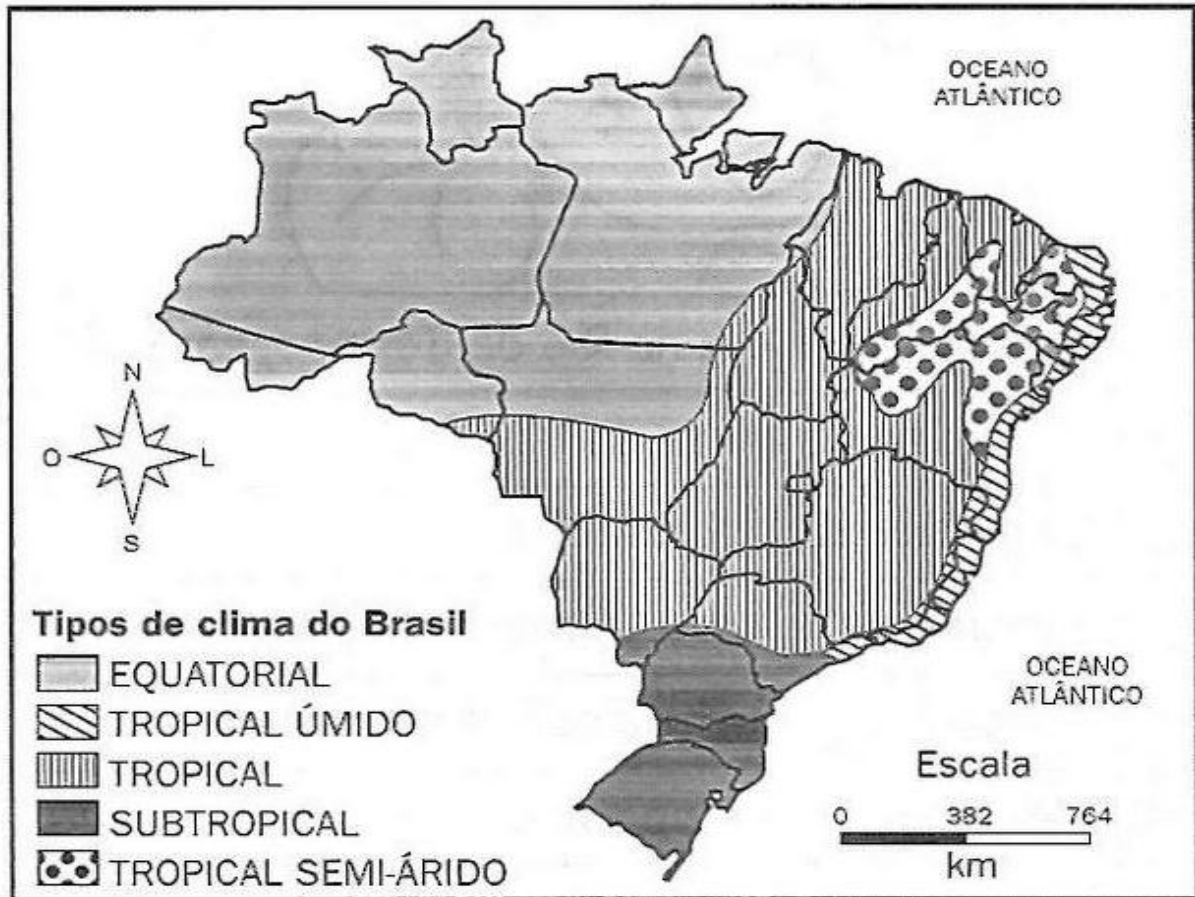 OCEANO
ATLÂNTICO
N
O
L
S
Tipos de clima do Brasil
EQUATORIAL
TROPICAL ÚMIDO
TROPICAL
SUBTROPICAL
TROPICAL SEMI-ÁRIDO
OCEANO
ATLÂNTICO
Escala
0 382 764
km